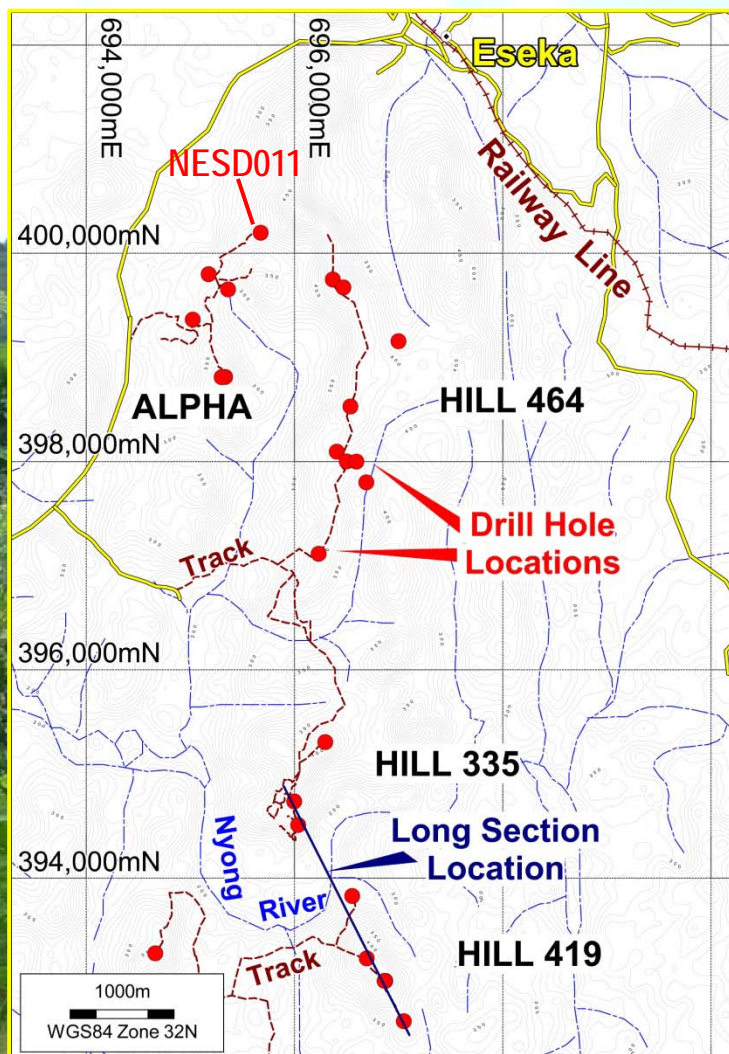 694,000mE
696,000mE
Eseka
NESD011
Railway Line
400,000mN
ALPHA
HILL 464
398,000mN
Drill Hole
Locations
Track
396,000mN
HILL 335
Long Section
Location
394,000mN
Nyong
River
HILL 419
Track
1000m
WGS84 Zone 32N